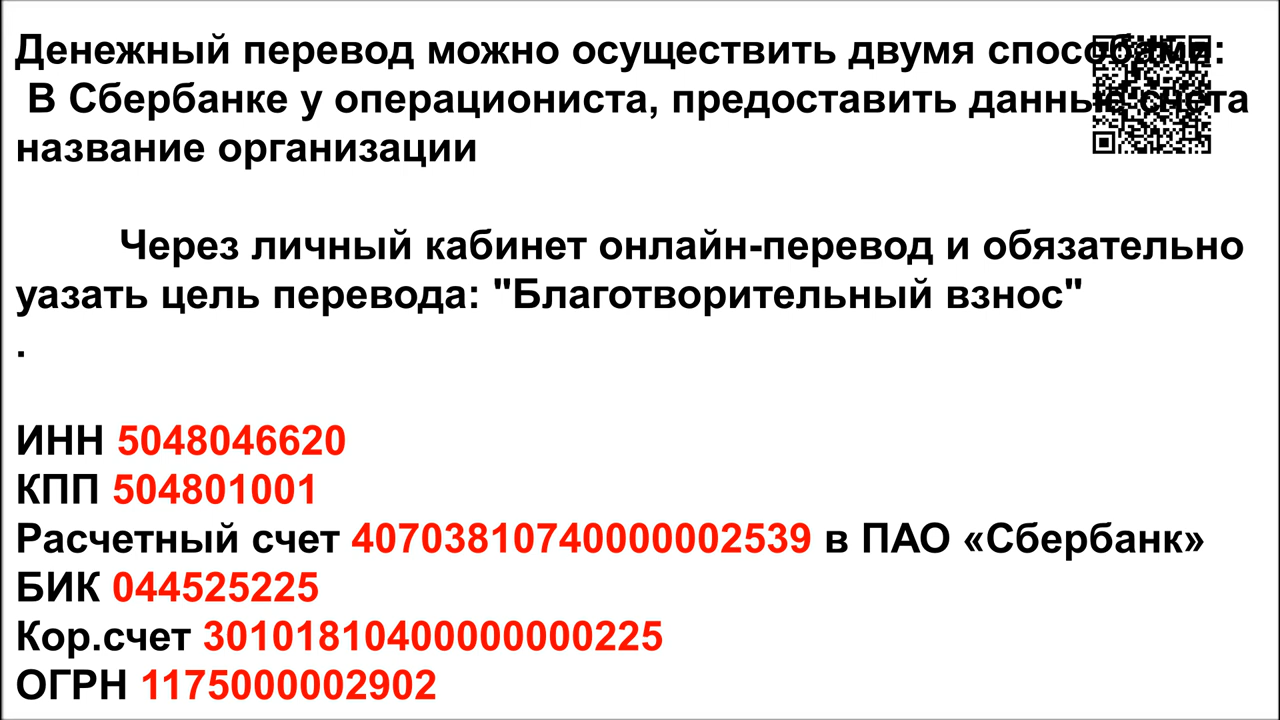 Денежный перевод можно осуществить двумя способами:
В Сбербанке у операциониста, предоставить данные счета
название организации
Через личный кабинет онлайн-перевод и обязательно
уазать цель перевода: "Благотворительный взнос"
.
ИНН 5048046620
КПП 504801001
Расчетный счет 40703810740000002539 в ПАО «Сбербанк»
БИК 044525225
Кор.счет 30101810400000000225
ОГРН 1175000002902